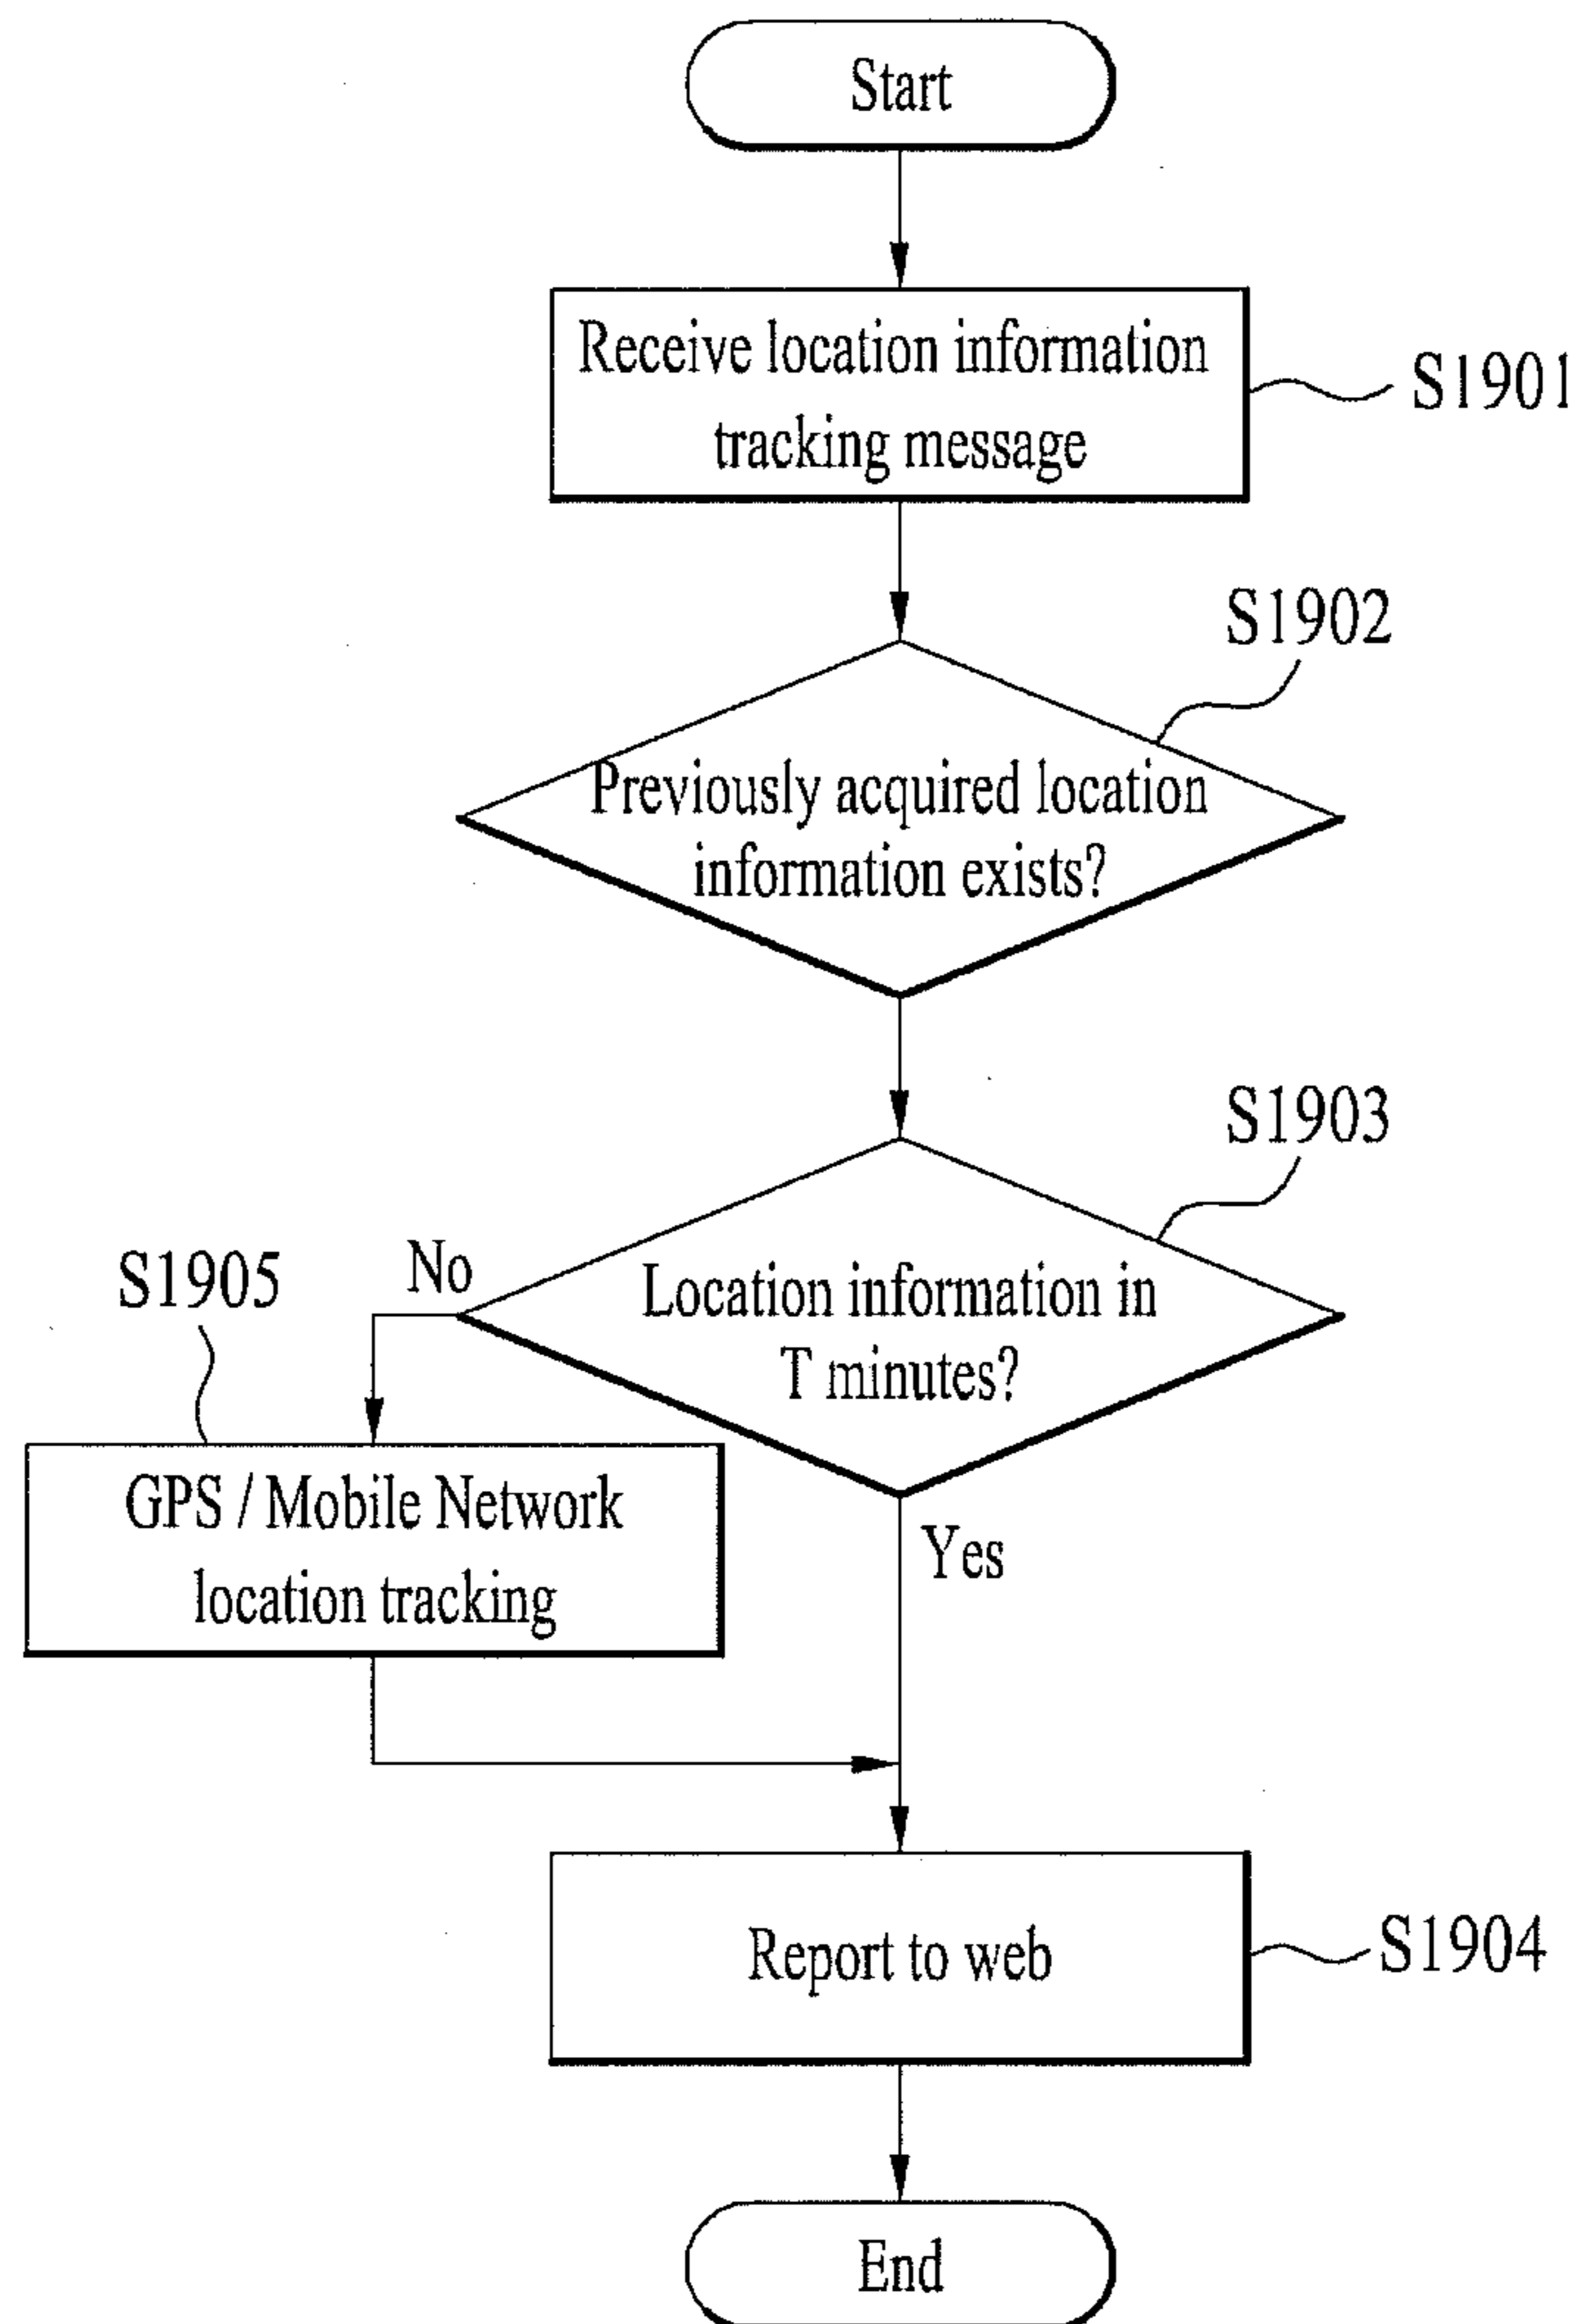 Start
Receive location information
tracking message
S1901
S1902
Previously acquired location
information exists?
S1903
Location information in
T minutes?
No
S1905
GPS / Mobile Network
location tracking
Yes
Report to web
S1904
End